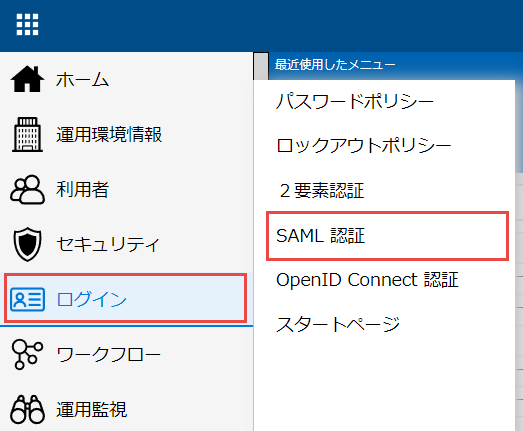 最近使用したメニュー
ホーム
運用環境情報
利用者
セキュリティ
ログイン
ワークフロー
運用監視
パスワードポリシー
ロックアウトポリシー
２要素認証
SAML 認証
OpenID Connect 認証
スタートページ